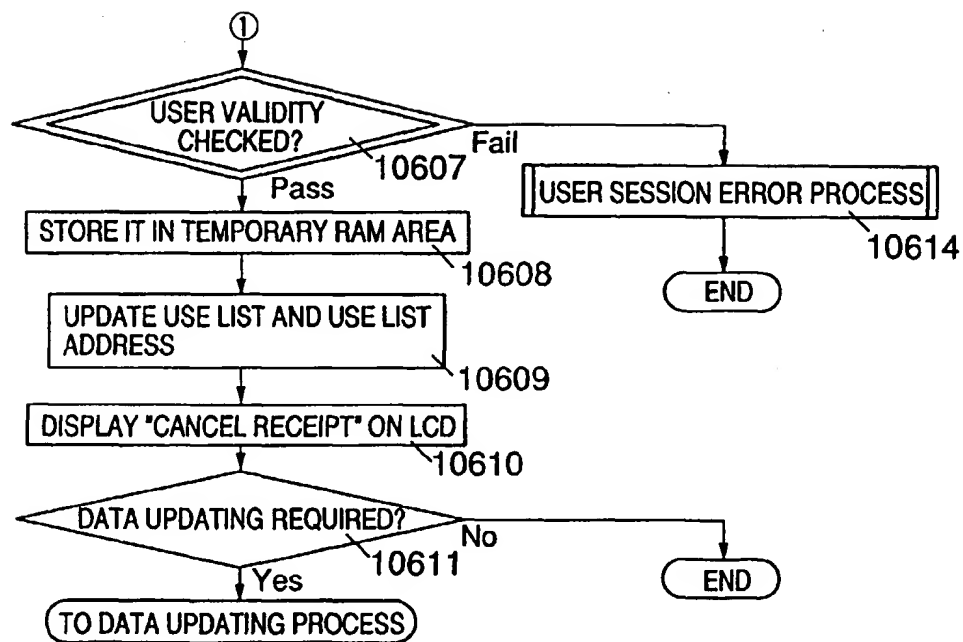 ①
USER VALIDITY
CHECKED?
10607
Fail
Pass
USER SESSION ERROR PROCESS
10614
END
STORE IT IN TEMPORARY RAM AREA
10608
UPDATE USE LIST AND USE LIST
ADDRESS
10609
DISPLAY "CANCEL RECEIPT" ON LCD
10610
DATA UPDATING REQUIRED?
10611
No
END
Yes
TO DATA UPDATING PROCESS